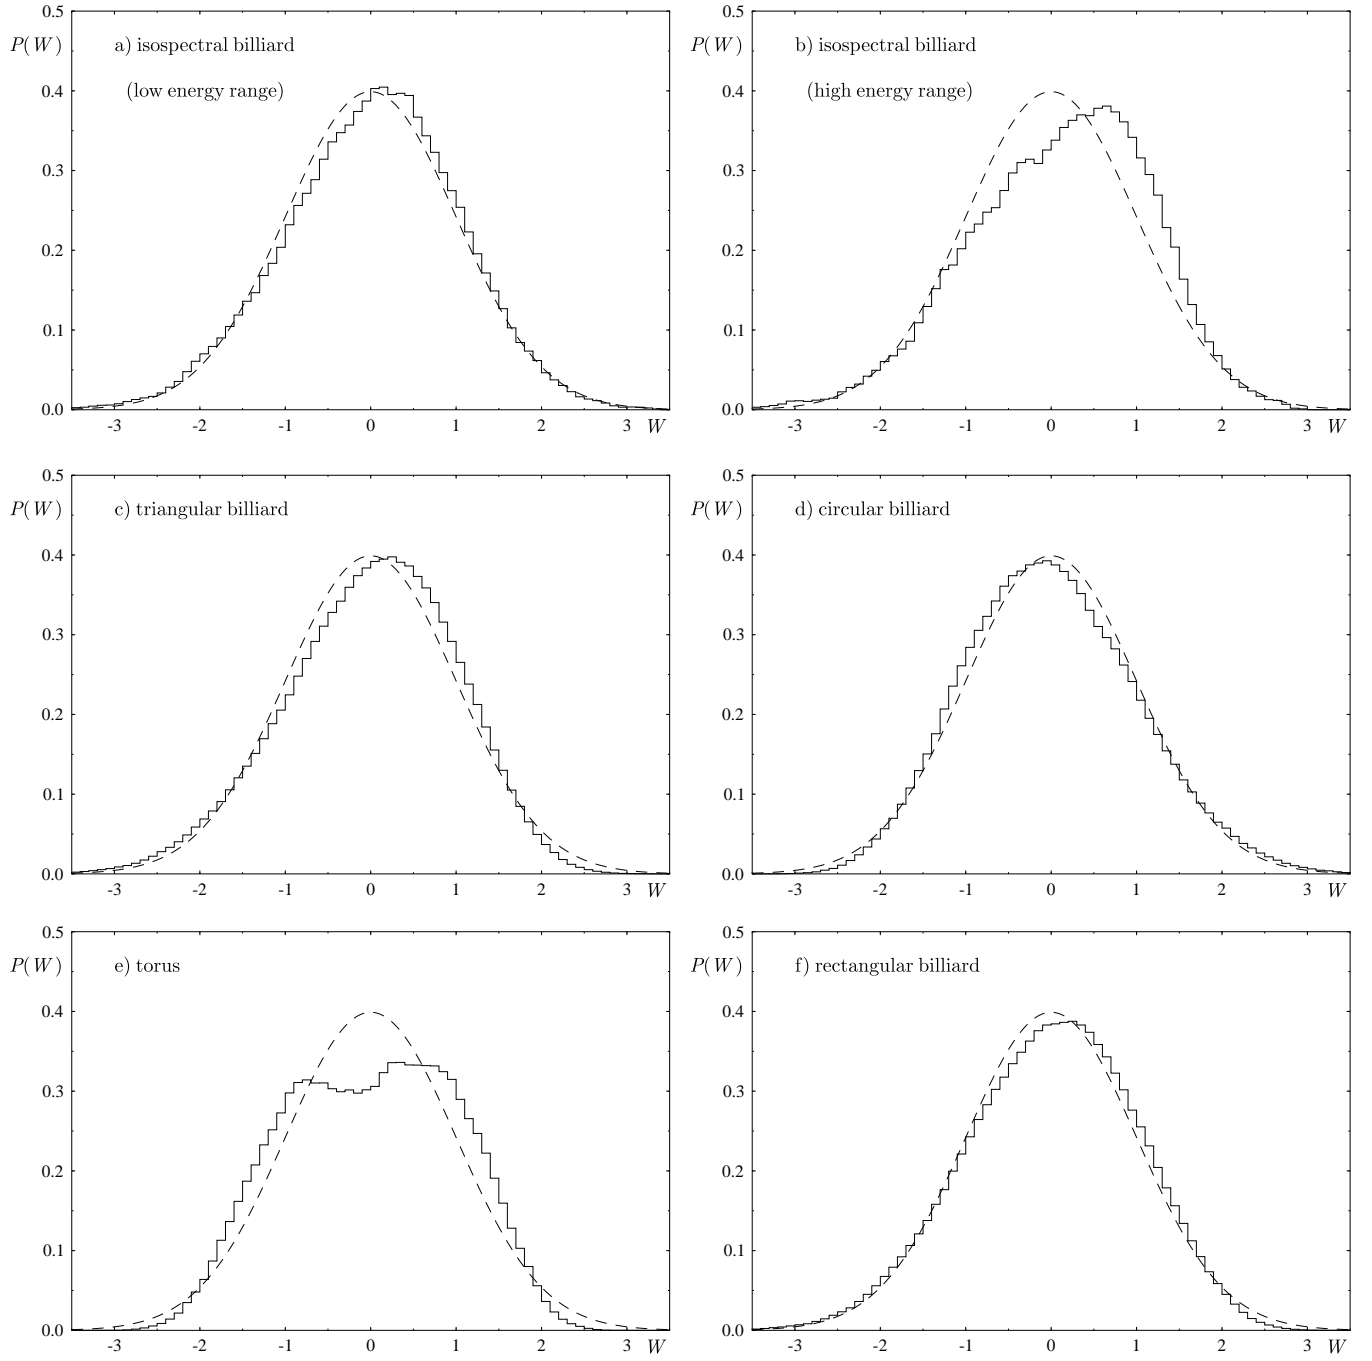 0.5
P(W)
a) isospectral billiard
(low energy range)
0.4
0.3
0.2
0.1
0.0
-3 -2 -1 0 1 2 3 W
0.5
P(W)
b) isospectral billiard
(high energy range)
0.4
0.3
0.2
0.1
0.0
-3 -2 -1 0 1 2 3 W
0.5
P(W)
c) triangular billiard
0.4
0.3
0.2
0.1
0.0
-3 -2 -1 0 1 2 3 W
0.5
P(W)
d) circular billiard
0.4
0.3
0.2
0.1
0.0
-3 -2 -1 0 1 2 3 W
0.5
P(W)
e) torus
0.4
0.3
0.2
0.1
0.0
-3 -2 -1 0 1 2 3 W
0.5
P(W)
f) rectangular billiard
0.4
0.3
0.2
0.1
0.0
-3 -2 -1 0 1 2 3 W